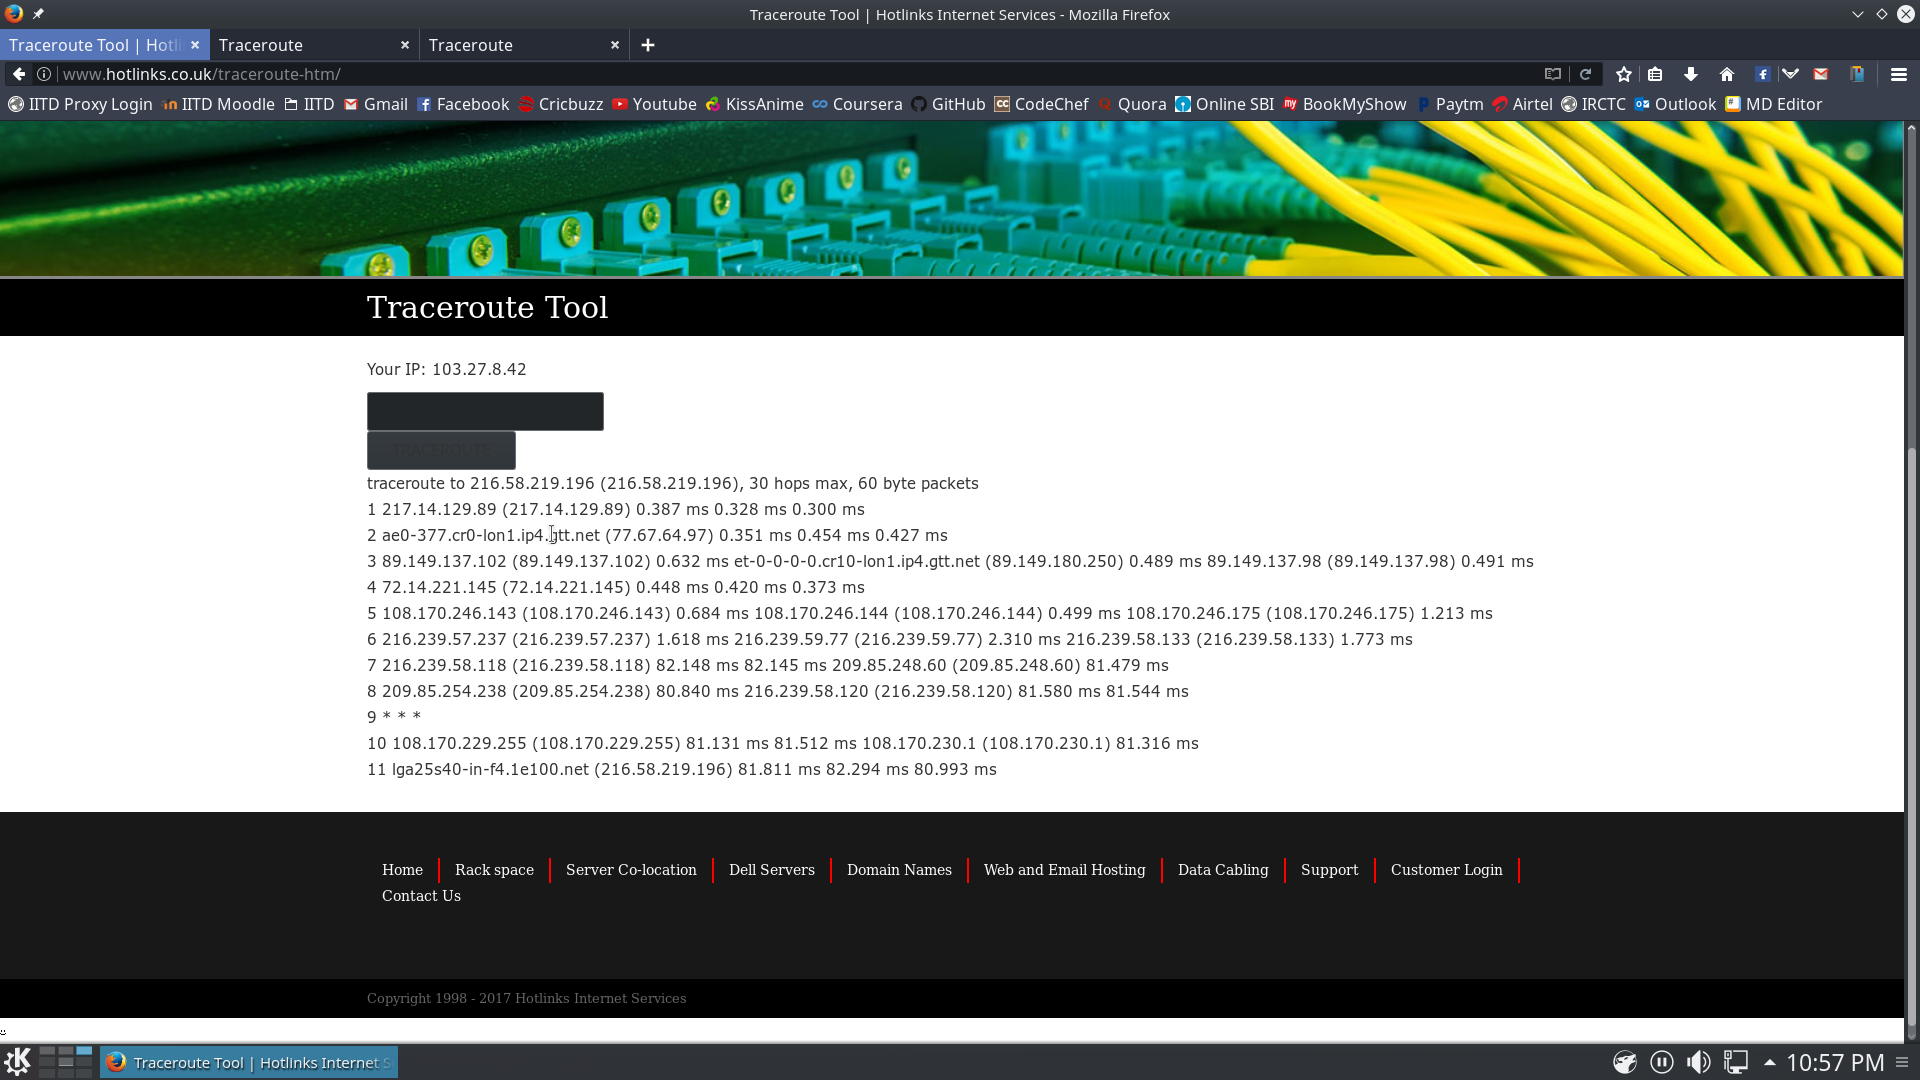 Traceroute Tool | Hotlinks Internet Services - Mozilla Firefox
Traceroute Tool | Hotli
Traceroute
Traceroute
www.hotlinks.co.uk/traceroute-htm/
IITD Proxy Login IITD Moodle IITD Gmail Facebook Cricbuzz Youtube KissAnime Coursera GitHub CodeChef Quora Online SBI BookMyShow Paytm Airtel IRCTC Outlook MD Editor
Traceroute Tool
Your IP: 103.27.8.42
TRACEROUTE
traceroute to 216.58.219.196 (216.58.219.196), 30 hops max, 60 byte packets
1 217.14.129.89 (217.14.129.89) 0.387 ms 0.328 ms 0.300 ms
2 ae0-377.cr0-lon1.ip4.gtt.net (77.67.64.97) 0.351 ms 0.454 ms 0.427 ms
3 89.149.137.102 (89.149.137.102) 0.632 ms et-0-0-0-0.cr10-lon1.ip4.gtt.net (89.149.180.250) 0.489 ms 89.149.137.98 (89.149.137.98) 0.491 ms
4 72.14.221.145 (72.14.221.145) 0.448 ms 0.420 ms 0.373 ms
5 108.170.246.143 (108.170.246.143) 0.684 ms 108.170.246.144 (108.170.246.144) 0.499 ms 108.170.246.175 (108.170.246.175) 1.213 ms
6 216.239.57.237 (216.239.57.237) 1.618 ms 216.239.59.77 (216.239.59.77) 2.310 ms 216.239.58.133 (216.239.58.133) 1.773 ms
7 216.239.58.118 (216.239.58.118) 82.148 ms 82.145 ms 209.85.248.60 (209.85.248.60) 81.479 ms
8 209.85.254.238 (209.85.254.238) 80.840 ms 216.239.58.120 (216.239.58.120) 81.580 ms 81.544 ms
9 * * *
10 108.170.229.255 (108.170.229.255) 81.131 ms 81.512 ms 108.170.230.1 (108.170.230.1) 81.316 ms
11 lga25s40-in-f4.1e100.net (216.58.219.196) 81.811 ms 82.294 ms 80.993 ms
Home Rack space Server Co-location Dell Servers Domain Names Web and Email Hosting Data Cabling Support Customer Login
Contact Us
Copyright 1998 - 2017 Hotlinks Internet Services
Traceroute Tool | Hotlinks Internet S
10:57 PM